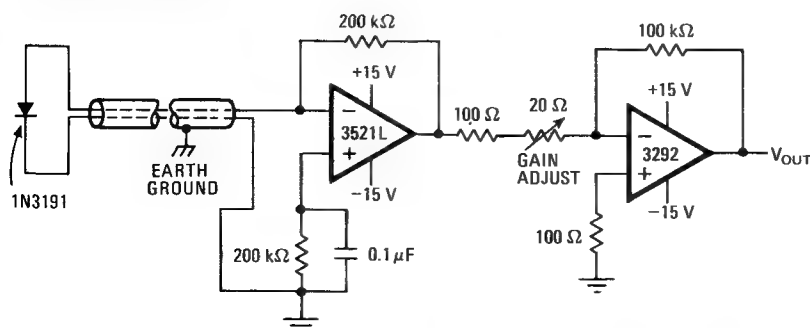 200 kΩ
+15 V
3521L
−15 V
100 Ω
20 Ω
GAIN
ADJUST
100 kΩ
+15 V
3292
−15 V
V_OUT
1N3191
EARTH
GROUND
200 kΩ
0.1 μF
100 Ω